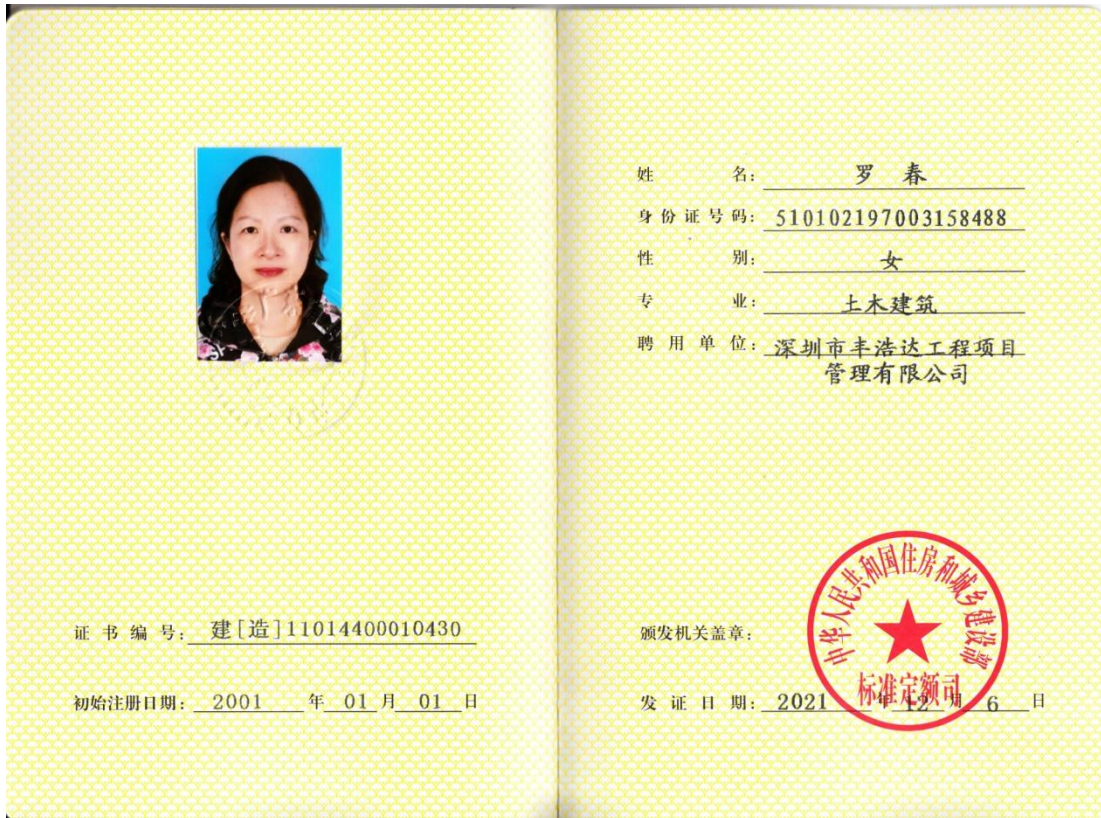 证书编号: 建[造]11014400010430
初始注册日期: 2001 年 01 月 01 日
姓名: 罗春
身份证号码: 510102197003158488
性别: 女
专业: 土木建筑
聘用单位: 深圳市丰浩达工程项目
管理有限公司
中华人民共和国住房和城乡建设部
标准定额司
颁发机关盖章:
发证日期: 2021 年 12 月 6 日